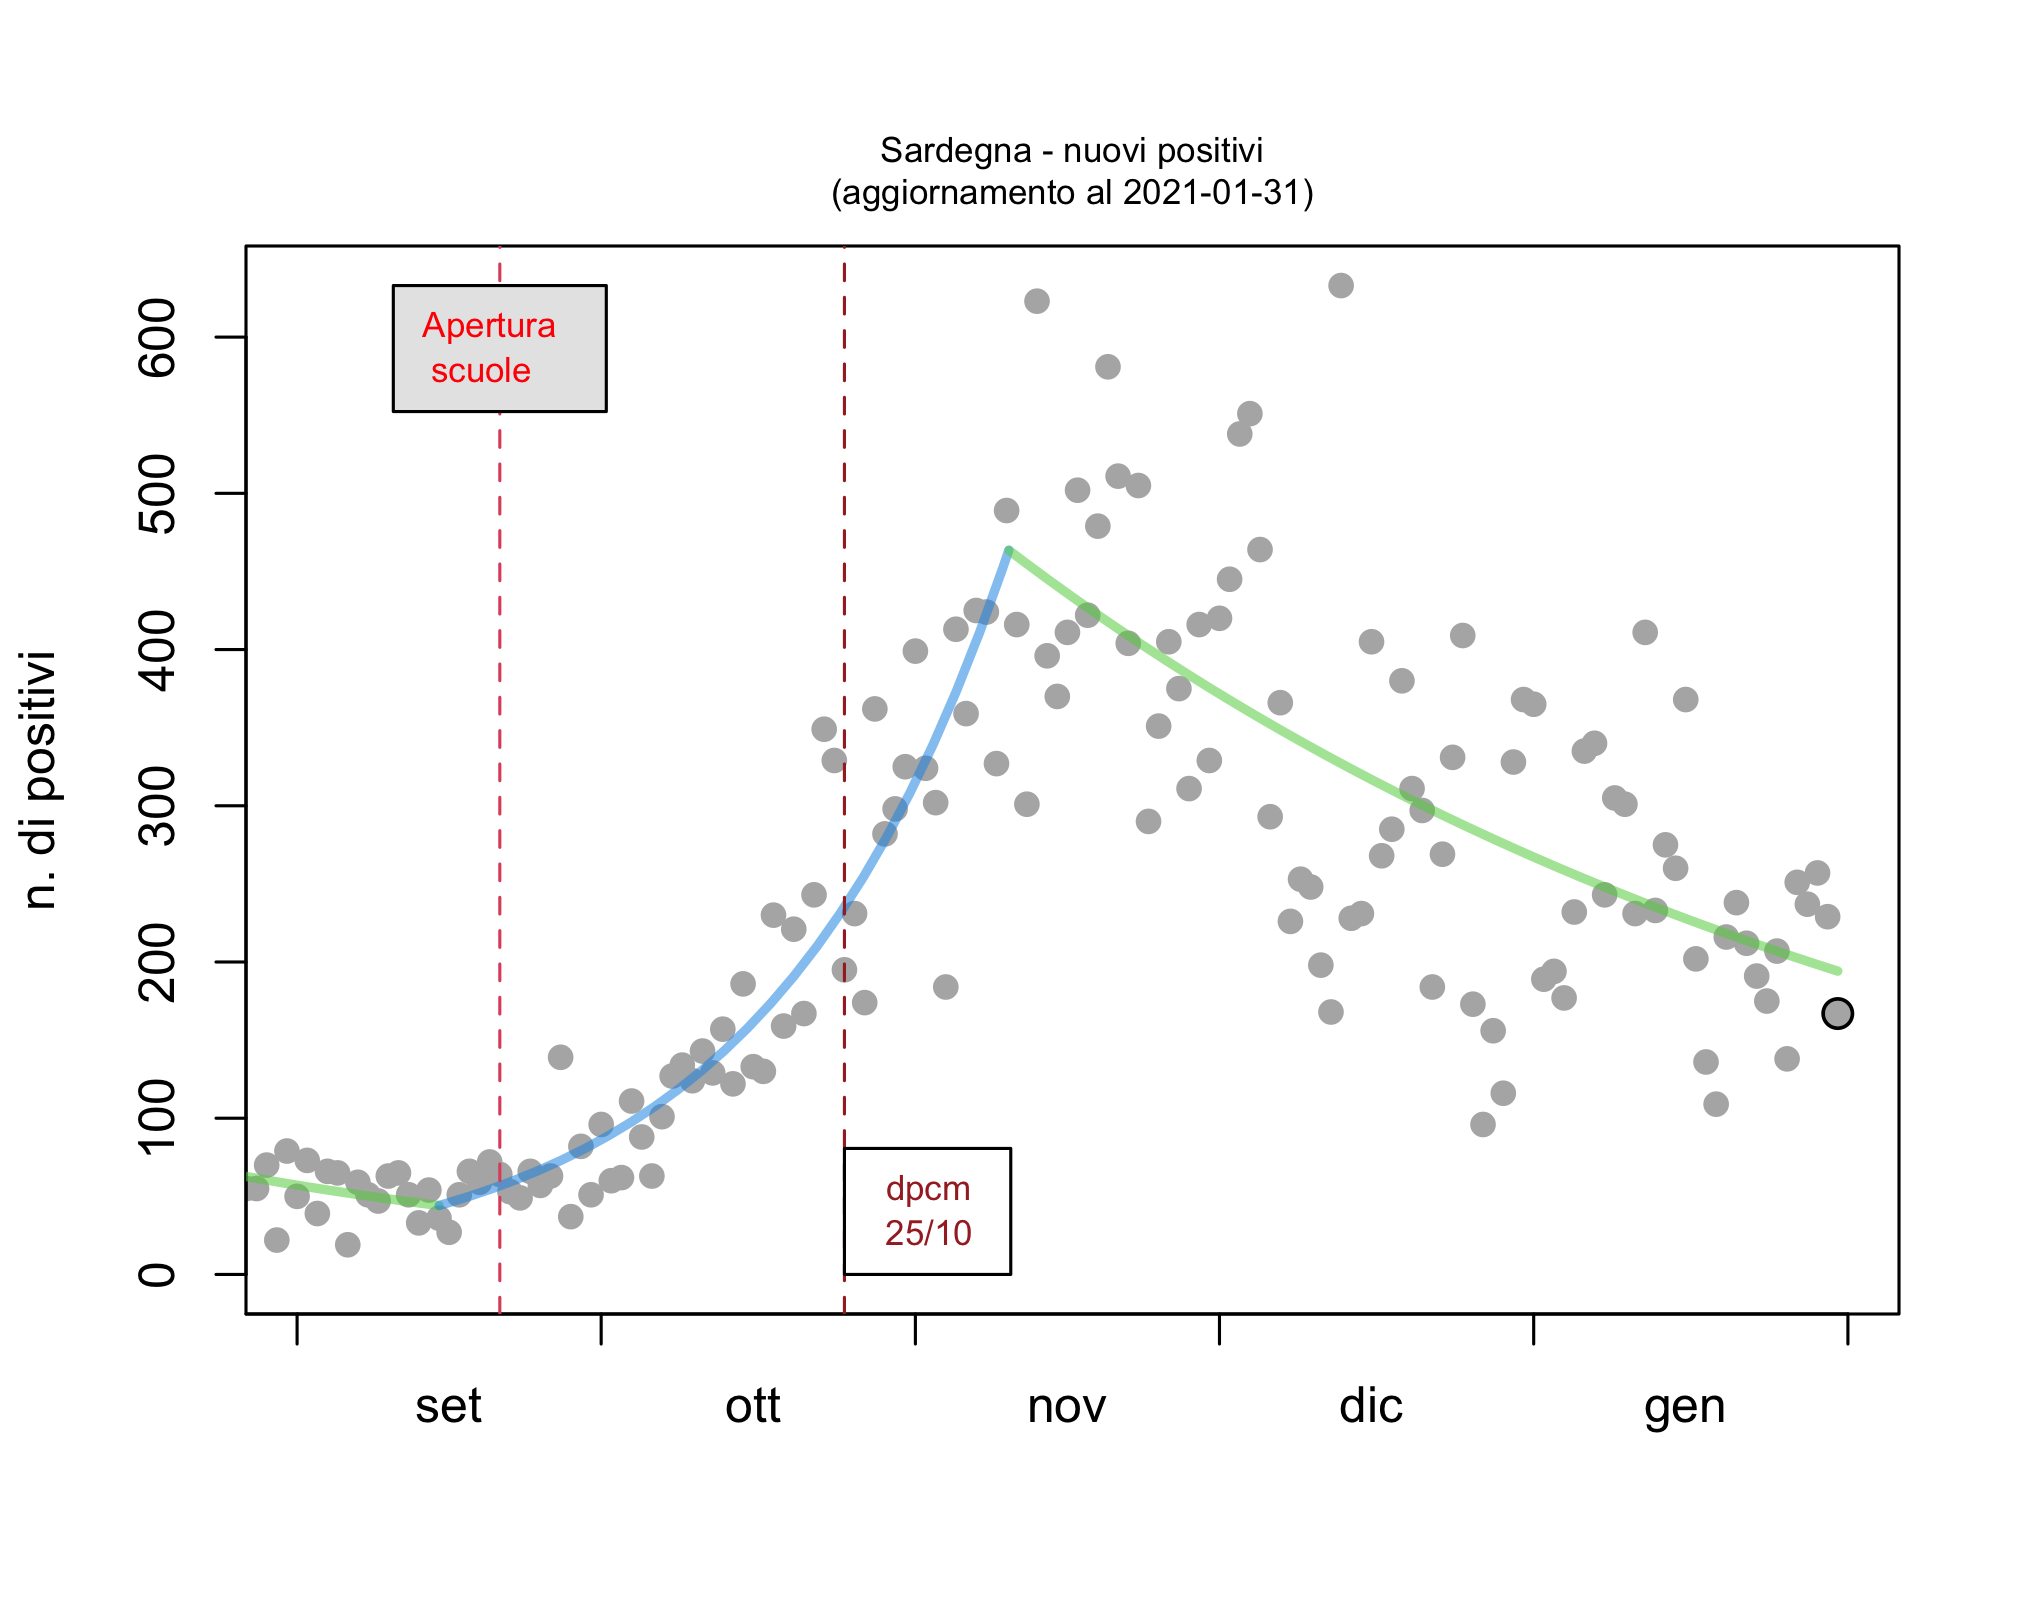 Sardegna - nuovi positivi
(aggiornamento al 2021-01-31)
n. di positivi
600
500
400
300
200
100
0
Apertura
scuole
dpcm
25/10
set
ott
nov
dic
gen